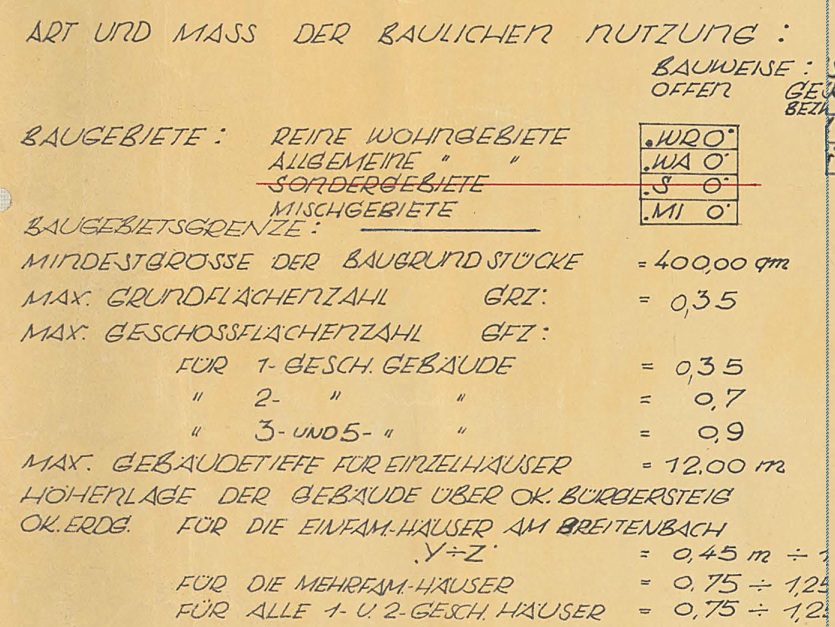 ART UND MASS DER BAULICHEN NUTZUNG :
BAUWEISE :
OFFEN
BAUGEBIETE : REINE WOHNGEBIETE .WR O·
ALLGEMEINE " " .WA O·
SONDERGEBIETE .S O·
MISCHGEBIETE .MI O·
BAUGEBIETSGRENZE :
MINDESTGRÖSSE DER BAUGRUNDSTÜCKE = 400,00 qm
MAX. GRUNDFLÄCHENZAHL GRZ: = 0,35
MAX. GESCHOSSFLÄCHENZAHL GFZ :
FÜR 1- GESCH. GEBÄUDE = 0,35
" 2- " " = 0,7
" 3- UND 5- " " = 0,9
MAX. GEBÄUDETIEFE FÜR EINZELHÄUSER = 12,00 m
HÖHENLAGE DER GEBÄUDE ÜBER OK. BÜRGERSTEIG
OK. ERDG. FÜR DIE EINFAM.-HÄUSER AM BREITENBACH
.Y÷Z· = 0,45 m ÷
FÜR DIE MEHRFAM.-HÄUSER = 0.75 ÷ 1,25
FÜR ALLE 1- U. 2-GESCH. HÄUSER = 0,75 ÷ 1,2